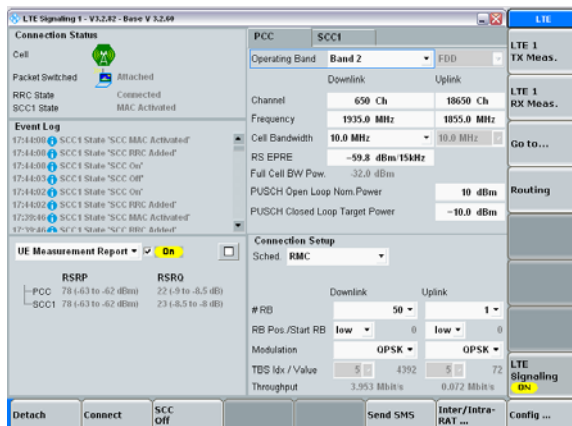 LTE Signaling 1 - V3.2.82 - Base V 3.2.60
LTE
Connection Status
Cell
Packet Switched Attached
RRC State Connected
SCC1 State MAC Activated
Event Log
17:44:08 SCC1 State 'SCC MAC Activated'
17:44:08 SCC1 State 'SCC RRC Added'
17:44:08 SCC1 State 'SCC On'
17:44:03 SCC1 State 'SCC Off'
17:44:02 SCC1 State 'SCC On'
17:44:02 SCC1 State 'SCC RRC Added'
17:39:46 SCC1 State 'SCC MAC Activated'
17:39:46 SCC1 State 'SCC RRC Added'
UE Measurement Report On
RSRP RSRQ
PCC 78 (-63 to -62 dBm) 22 (-9 to -8.5 dB)
SCC1 78 (-63 to -62 dBm) 23 (-8.5 to -8 dB)
PCC SCC1
Operating Band Band 2 FDD
Downlink Uplink
Channel 650 Ch 18650 Ch
Frequency 1935.0 MHz 1855.0 MHz
Cell Bandwidth 10.0 MHz 10.0 MHz
RS EPRE -59.8 dBm/15kHz
Full Cell BW Pow. -32.0 dBm
PUSCH Open Loop Nom.Power 10 dBm
PUSCH Closed Loop Target Power -10.0 dBm
Connection Setup
Sched. RMC
Downlink Uplink
# RB 50 1
RB Pos./Start RB low 0 low 0
Modulation QPSK QPSK
TBS Idx / Value 5 4392 5 72
Throughput 3.953 Mbit/s 0.072 Mbit/s
LTE 1
TX Meas.
LTE 1
RX Meas.
Go to...
Routing
LTE
Signaling
ON
Detach
Connect
SCC
Off
Send SMS
Inter/Intra-
RAT ...
Config ...